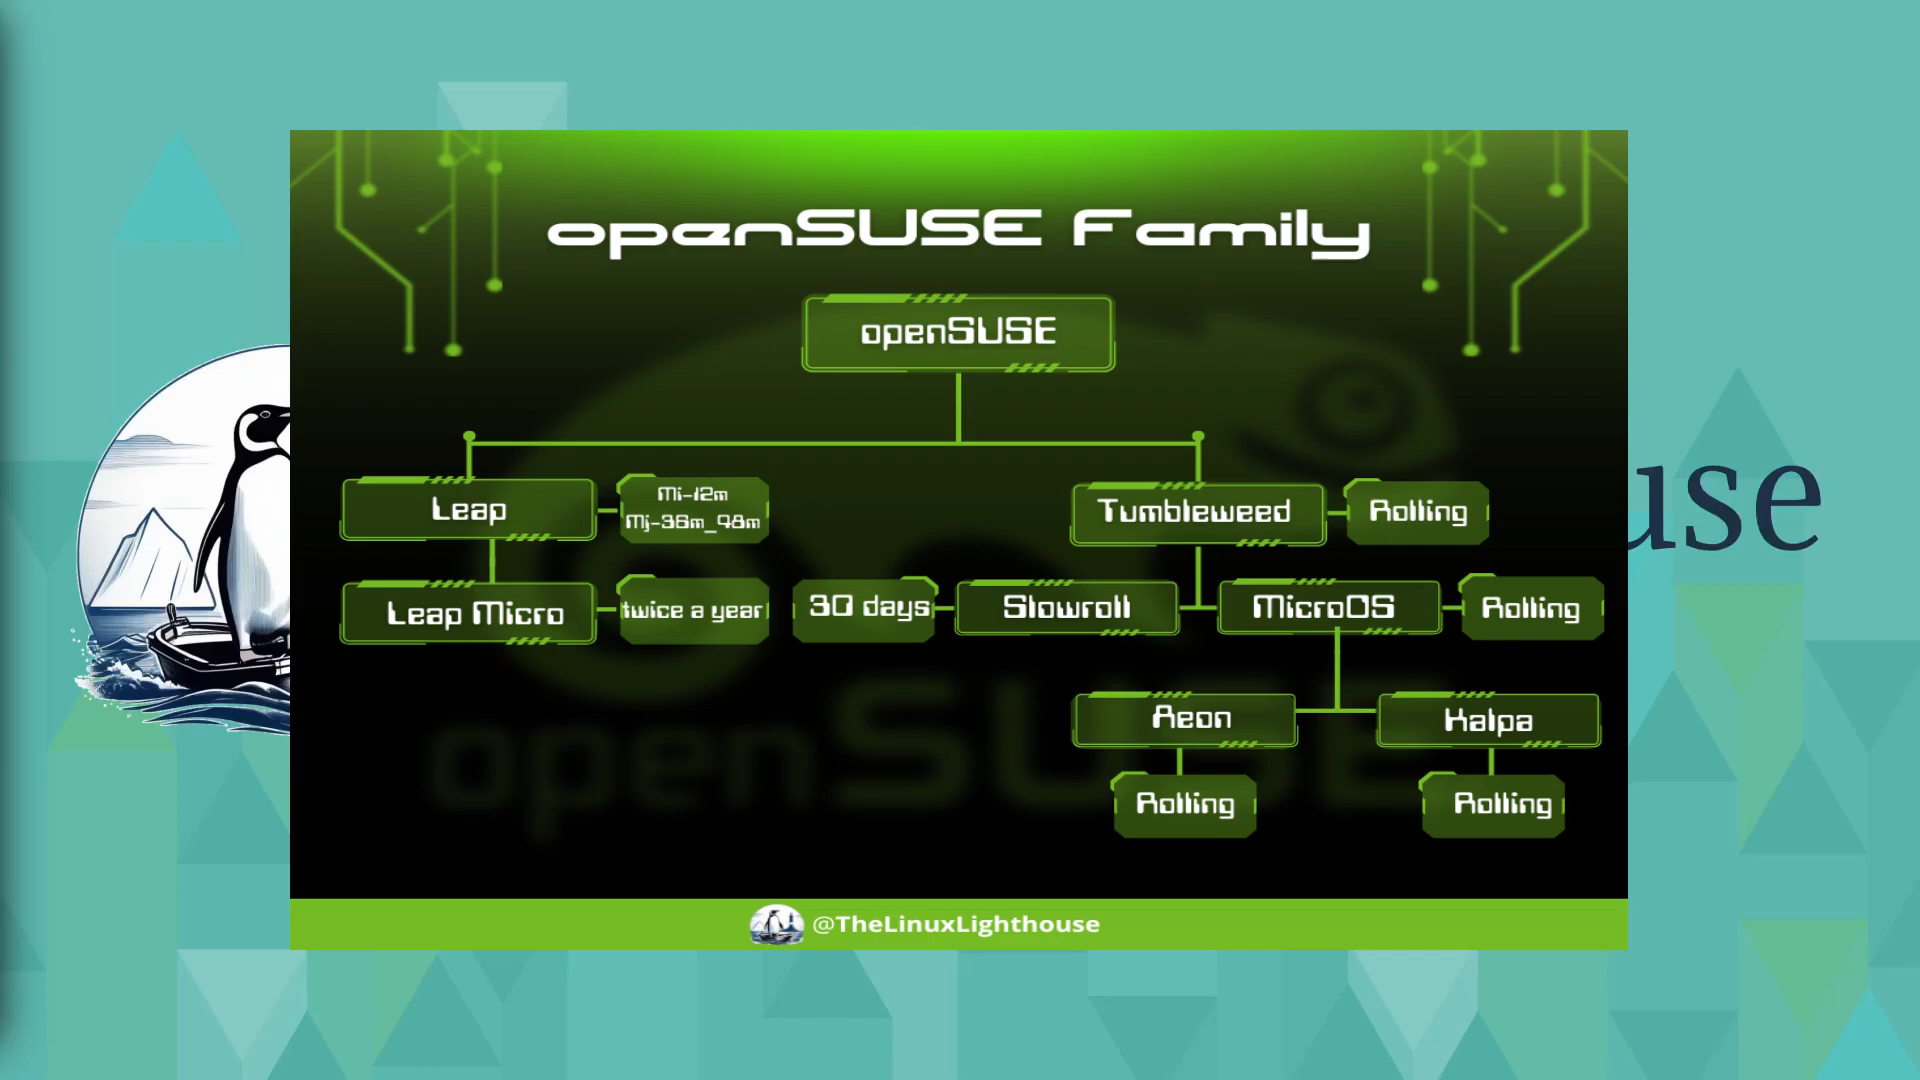 openSUSE Family
openSUSE
Leap
Mi-12m
Mj-36m_48m
Tumbleweed
Rolling
Leap Micro
twice a year
30 days
Slowroll
MicroOS
Rolling
Aeon
Kalpa
Rolling
Rolling
openSUSE
use
@TheLinuxLighthouse